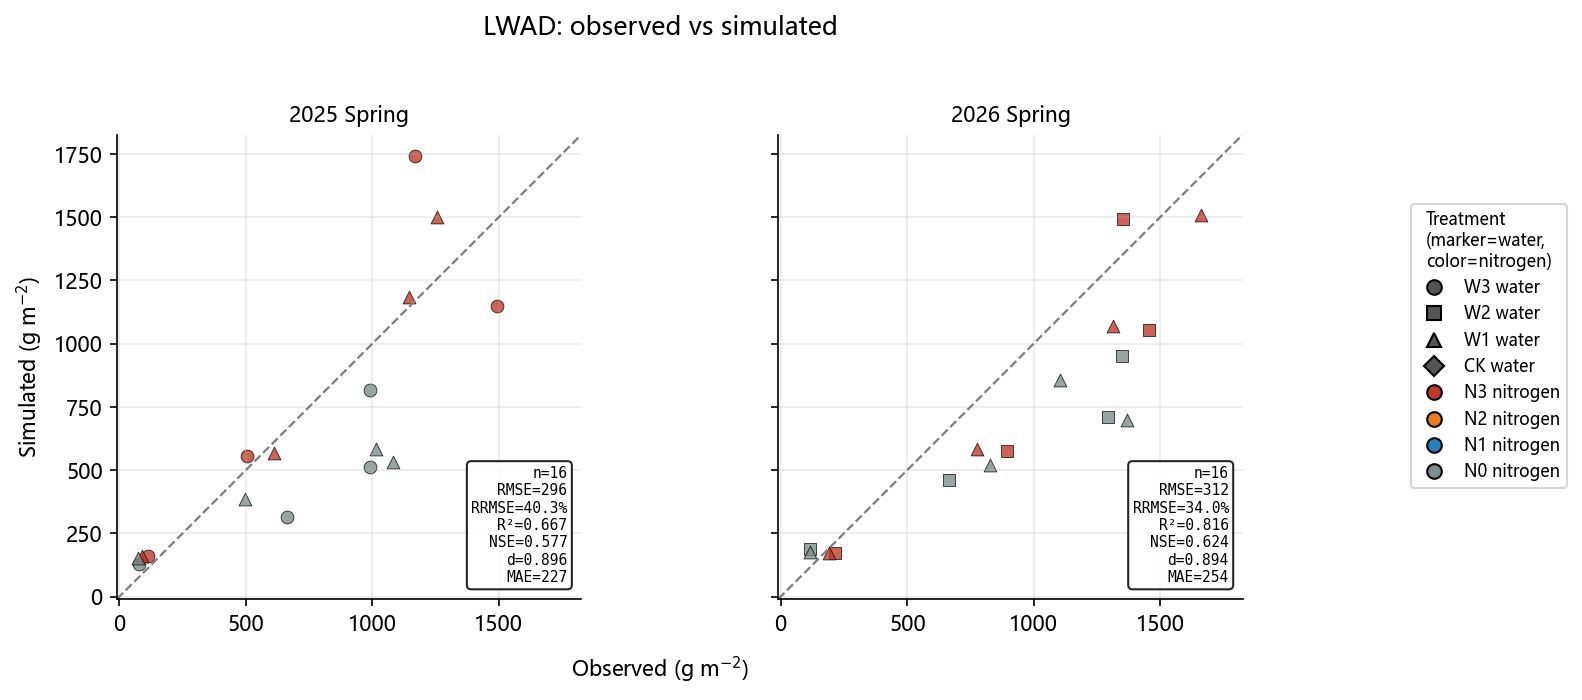 LWAD: observed vs simulated
2025 Spring
2026 Spring
Simulated (g m⁻²)
1750
1500
1250
1000
750
500
250
0
0
500
1000
1500
n=16
RMSE=296
RRMSE=40.3%
R²=0.667
NSE=0.577
d=0.896
MAE=227
0
500
1000
1500
n=16
RMSE=312
RRMSE=34.0%
R²=0.816
NSE=0.624
d=0.894
MAE=254
Observed (g m⁻²)
Treatment
(marker=water,
color=nitrogen)
W3 water
W2 water
W1 water
CK water
N3 nitrogen
N2 nitrogen
N1 nitrogen
N0 nitrogen